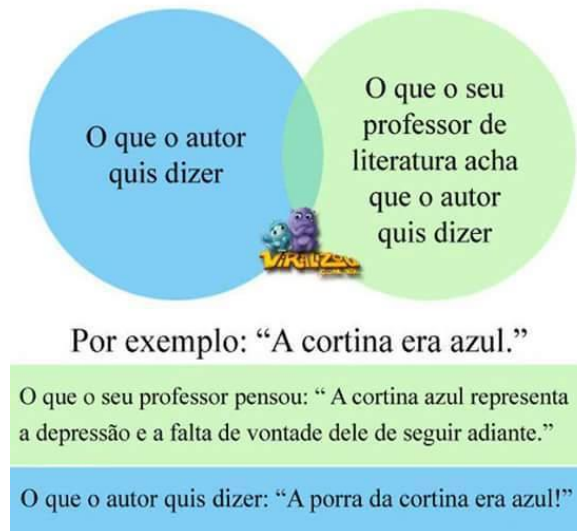 O que o autor
quis dizer
O que o seu
professor de
literatura acha
que o autor
quis dizer
ViRALiZOO
Por exemplo: “A cortina era azul.”
O que o seu professor pensou: “ A cortina azul representa
a depressão e a falta de vontade dele de seguir adiante.”
O que o autor quis dizer: “A porra da cortina era azul!”